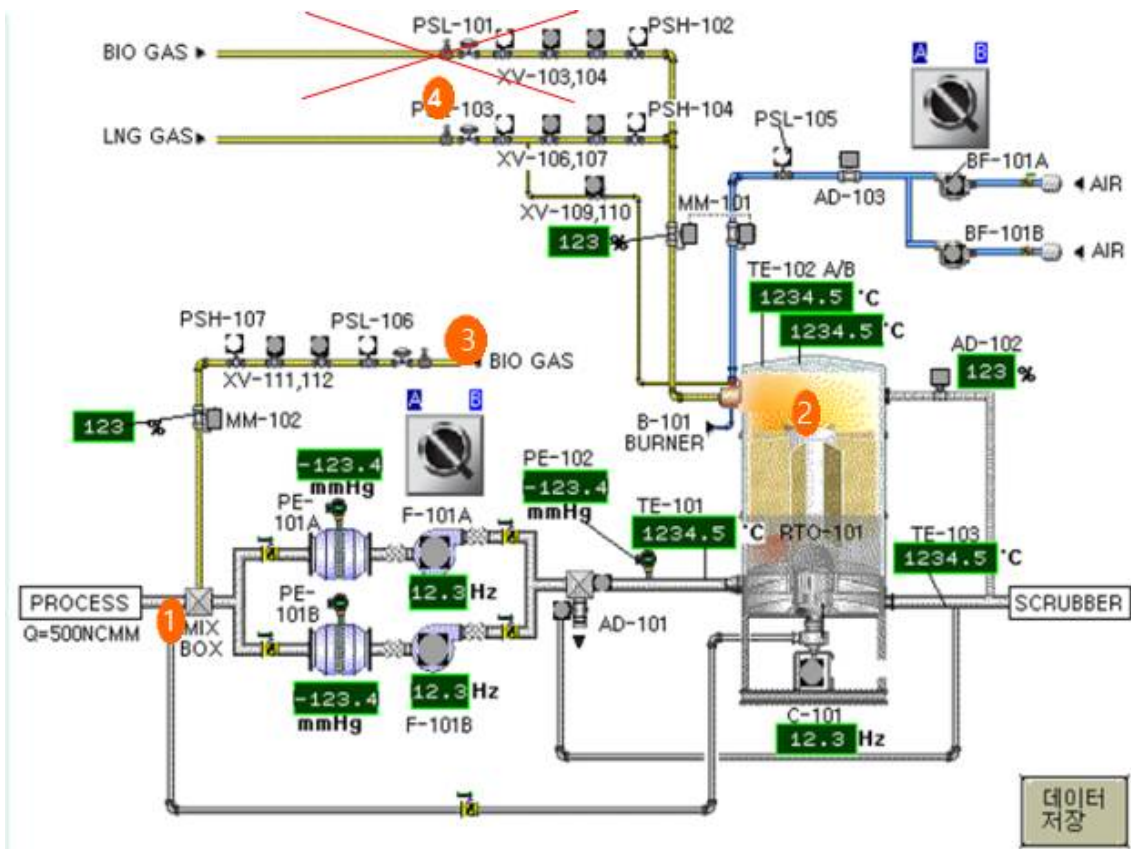 PSL-101
PSH-102
BIO GAS
XV-103,104
4
PSH-104
LNG GAS
XV-106,107
XV-109,110
123 %
MM-101
PSL-105
AD-103
A B
BF-101A
AIR
BF-101B
AIR
TE-102 A/B
1234.5 °C
1234.5 °C
AD-102
123 %
PSH-107
PSL-106
3
BIO GAS
XV-111,112
123 %
MM-102
A B
B-101
BURNER
2
-123.4
mmHg
PE-
101A
F-101A
12.3 Hz
PE-102
-123.4
mmHg
TE-101
1234.5 °C
RTO-101
TE-103
1234.5 °C
PROCESS
Q=500NCMM
1
MIX
BOX
PE-
101B
-123.4
mmHg
12.3 Hz
F-101B
AD-101
SCRUBBER
C-101
12.3 Hz
데이터
저장